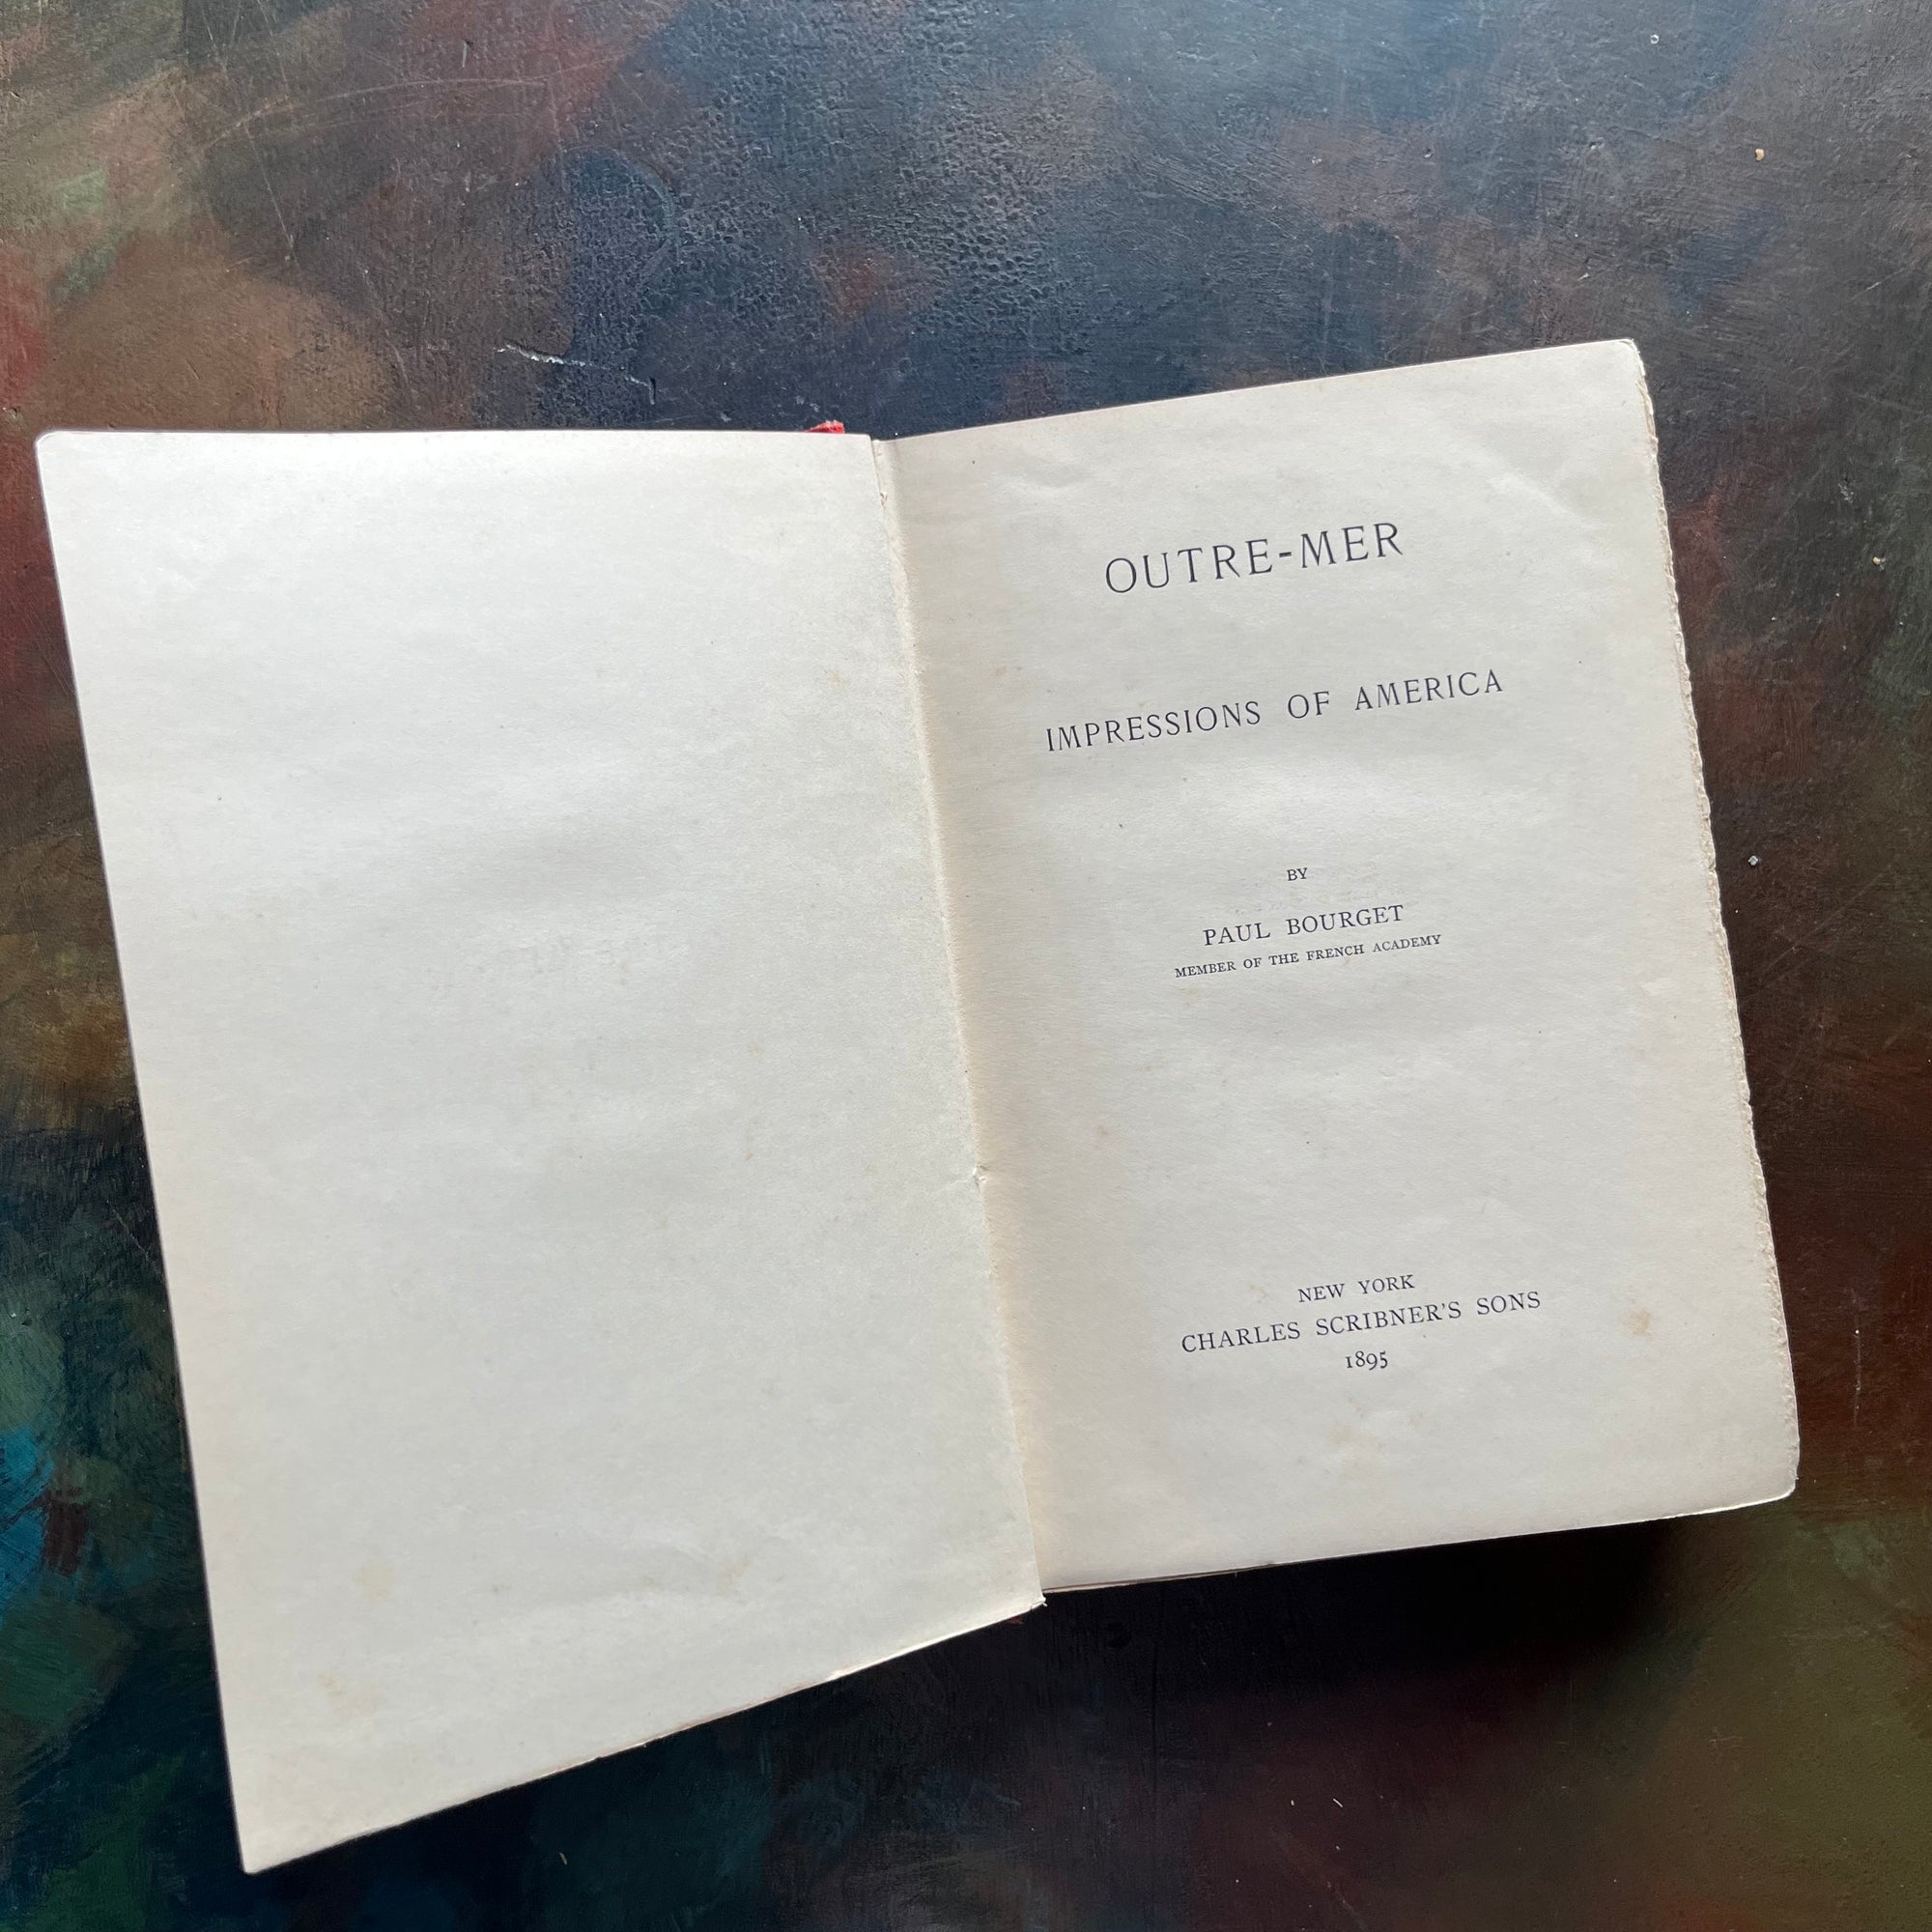 OUTRE-MER
IMPRESSIONS OF AMERICA
BY
PAUL BOURGET
MEMBER OF THE FRENCH ACADEMY
NEW YORK
CHARLES SCRIBNER'S SONS
1895